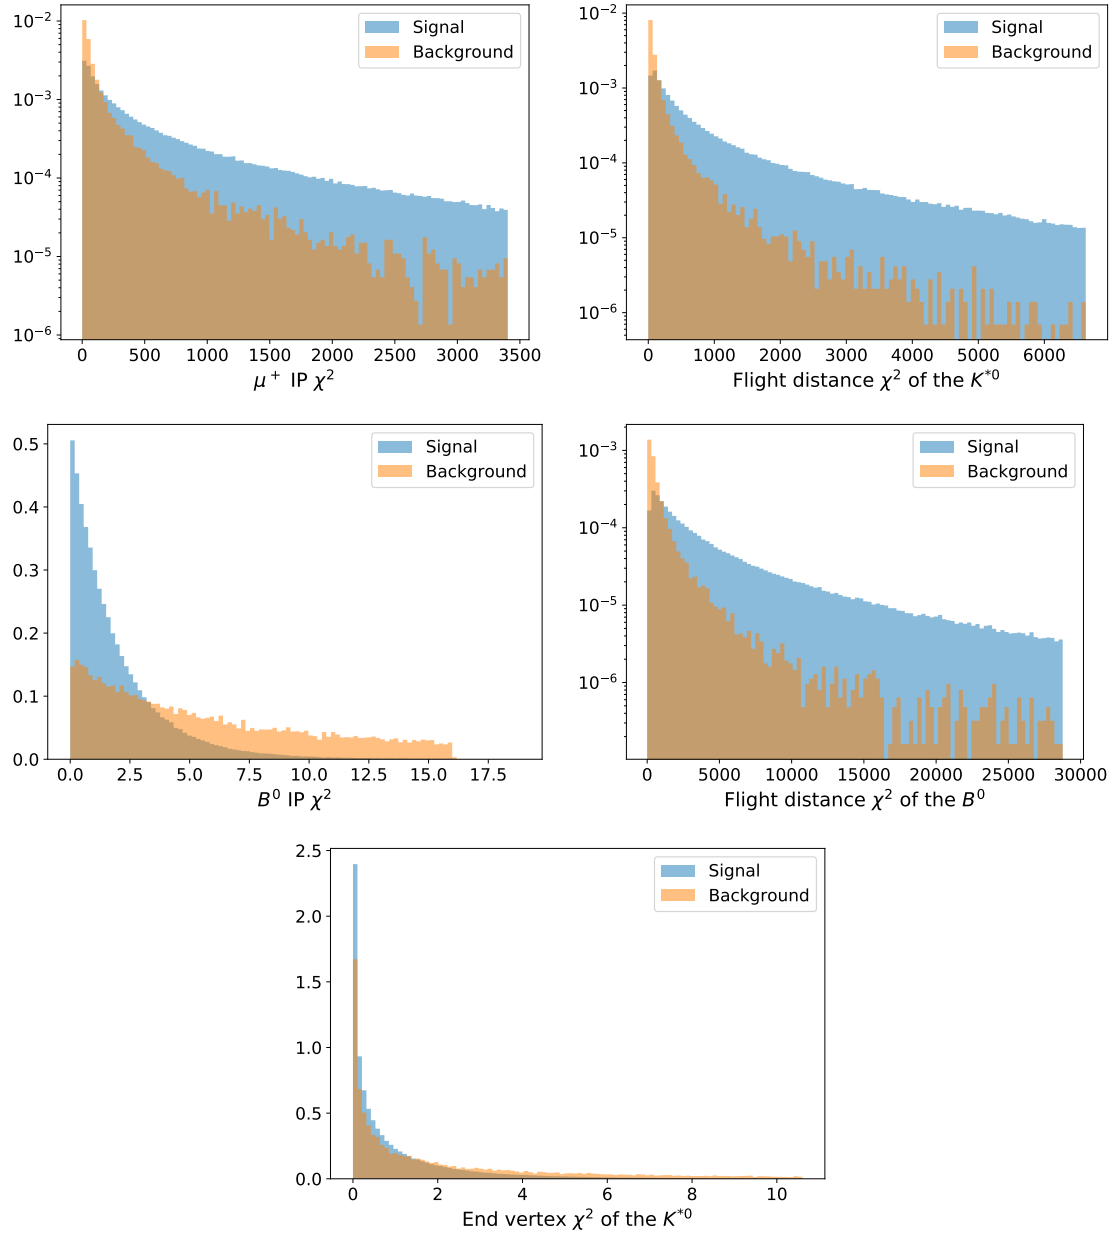 10⁻²
10⁻³
10⁻⁴
10⁻⁵
10⁻⁶
0 500 1000 1500 2000 2500 3000 3500
μ⁺ IP χ²
Signal
Background
10⁻²
10⁻³
10⁻⁴
10⁻⁵
10⁻⁶
0 1000 2000 3000 4000 5000 6000
Flight distance χ² of the K*⁰
Signal
Background
0.5
0.4
0.3
0.2
0.1
0.0
0.0 2.5 5.0 7.5 10.0 12.5 15.0 17.5
B⁰ IP χ²
Signal
Background
10⁻³
10⁻⁴
10⁻⁵
10⁻⁶
0 5000 10000 15000 20000 25000 30000
Flight distance χ² of the B⁰
Signal
Background
2.5
2.0
1.5
1.0
0.5
0.0
0 2 4 6 8 10
End vertex χ² of the K*⁰
Signal
Background